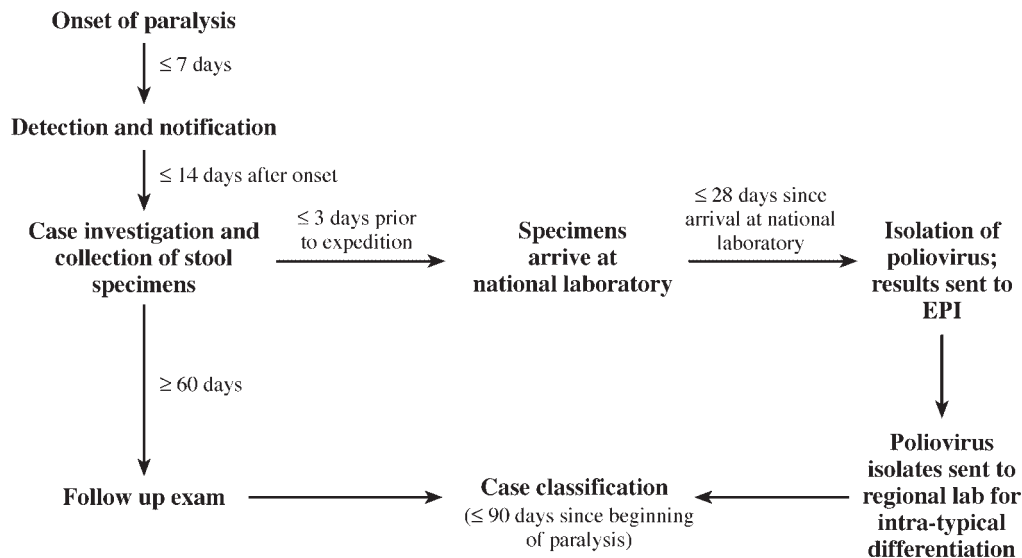 Onset of paralysis
≤ 7 days
Detection and notification
≤ 14 days after onset
Case investigation and
collection of stool
specimens
≤ 3 days prior
to expedition
Specimens
arrive at
national laboratory
≤ 28 days since
arrival at national
laboratory
Isolation of
poliovirus;
results sent to
EPI
≥ 60 days
Follow up exam
Case classification
(≤ 90 days since beginning
of paralysis)
Poliovirus
isolates sent to
regional lab for
intra-typical
differentiation